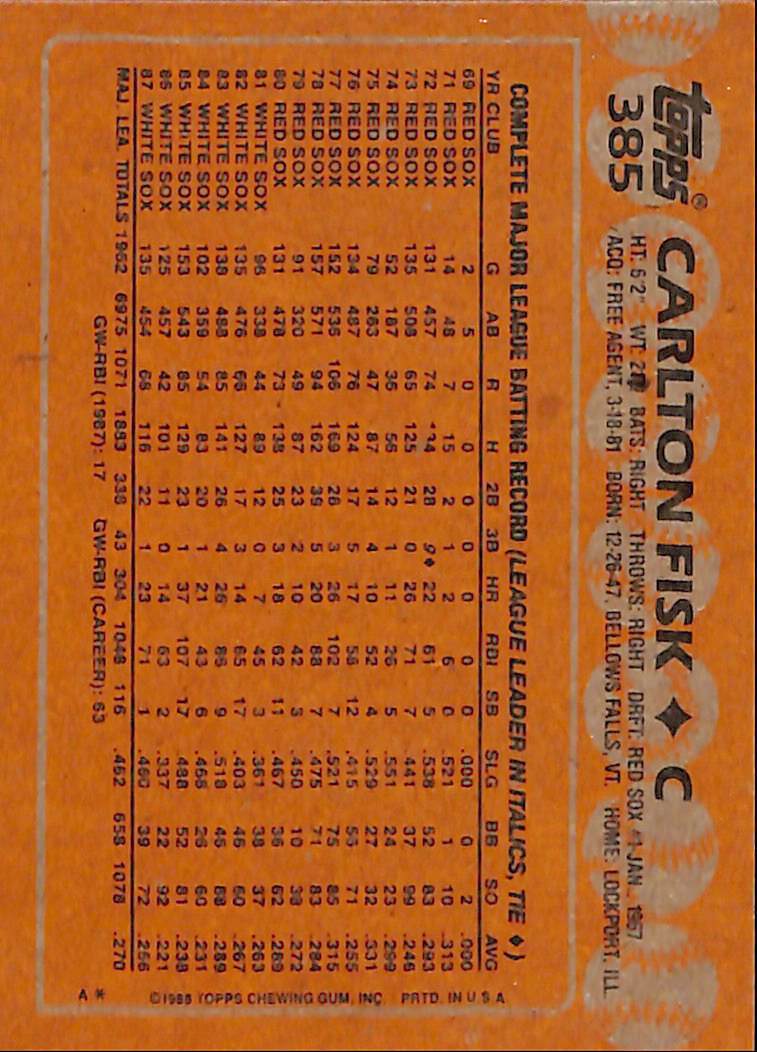 topps®
385
CARLTON FISK ♦ C
HT: 6'2" WT: BATS: RIGHT THROWS: RIGHT DRFT: RED SOX #1-JAN., 1967
ACQ: FREE AGENT, 3-18-81 BORN: 12-26-47, BELLOWS FALLS, VT. HOME: LOCKPORT, ILL.
COMPLETE MAJOR LEAGUE BATTING RECORD (LEAGUE LEADER IN ITALICS, TIE ♦)
YR CLUB G AB R H 2B 3B HR RBI SB SLG BB SO AVG
69 RED SOX 2 5 0 0 0 0 0 0 0 .000 0 2 .000
71 RED SOX 14 48 7 15 2 1 2 6 0 .521 1 10 .313
72 RED SOX 131 457 74 28 9♦ 22 61 5 .538 52 83 .293
73 RED SOX 135 508 65 125 21 0 26 71 7 .441 37 99 .246
74 RED SOX 52 187 36 56 12 1 11 26 5 .551 24 23 .299
75 RED SOX 79 263 47 87 14 4 10 52 4 .529 27 32 .331
76 RED SOX 134 487 76 124 17 5 17 58 12 .415 56 71 .255
77 RED SOX 152 536 106 169 26 3 26 102 7 .521 75 85 .315
78 RED SOX 157 571 94 162 39 5 20 88 7 .475 71 83 .284
79 RED SOX 91 320 49 87 23 2 10 42 3 .450 10 38 .272
80 RED SOX 131 478 73 138 25 3 18 62 11 .467 36 62 .289
81 WHITE SOX 96 338 44 89 12 0 7 45 3 .361 38 37 .263
82 WHITE SOX 135 476 66 127 17 3 14 65 17 .403 46 60 .267
83 WHITE SOX 138 488 85 141 26 4 26 86 9 .518 46 88 .289
84 WHITE SOX 102 359 54 83 20 1 21 43 6 .468 26 60 .231
85 WHITE SOX 153 543 85 129 23 1 37 107 17 .488 52 81 .238
86 WHITE SOX 125 457 42 101 11 0 14 63 2 .337 22 92 .221
87 WHITE SOX 135 454 68 116 22 1 23 71 1 .460 39 72 .256
MAJ. LEA. TOTALS 1962 6975 1071 1883 338 43 304 1048 116 .462 658 1078 .270
GW-RBI (1987): 17 GW-RBI (CAREER): 63
©1988 TOPPS CHEWING GUM, INC. PRTD. IN U S A
A *